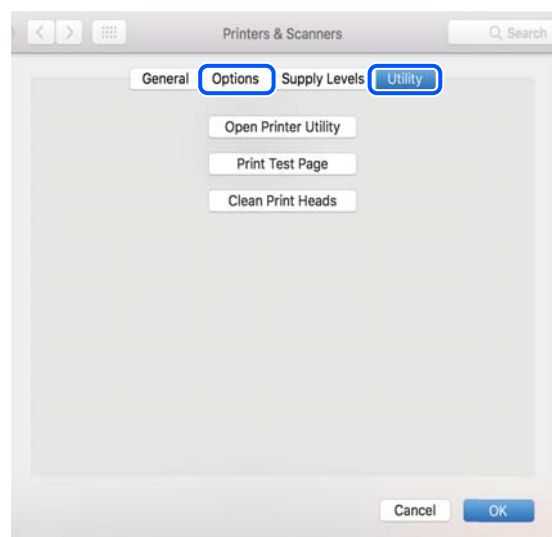 Printers & Scanners Search
General Options Supply Levels Utility
Open Printer Utility
Print Test Page
Clean Print Heads
Cancel OK